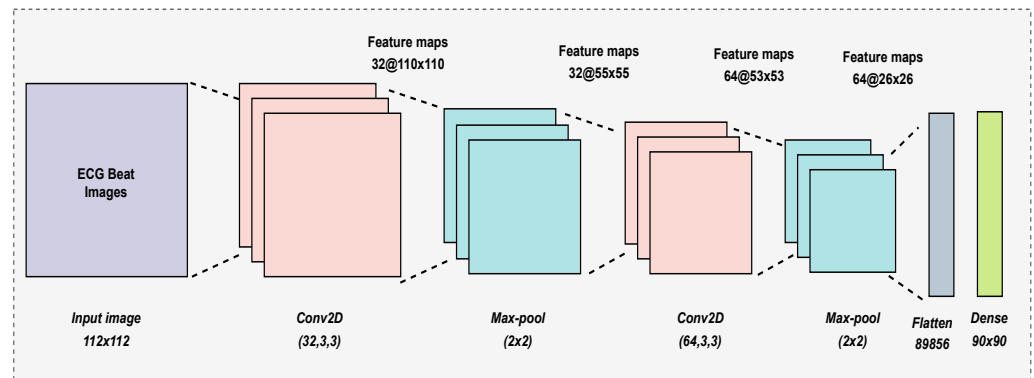 Feature maps
32@110x110
Feature maps
32@55x55
Feature maps
64@53x53
Feature maps
64@26x26
ECG Beat
Images
Input image
112x112
Conv2D
(32,3,3)
Max-pool
(2x2)
Conv2D
(64,3,3)
Max-pool
(2x2)
Flatten
89856
Dense
90x90